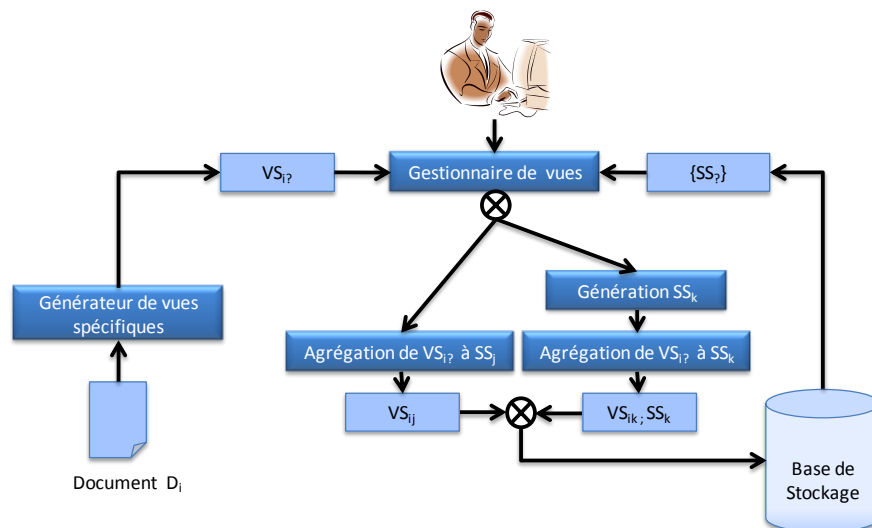 VSi?
Gestionnaire de vues
{SS?}
Générateur de vues
spécifiques
Génération SSk
Agrégation de VSi? à SSj
Agrégation de VSi? à SSk
VSij
VSik ; SSk
Document Di
Base de
Stockage